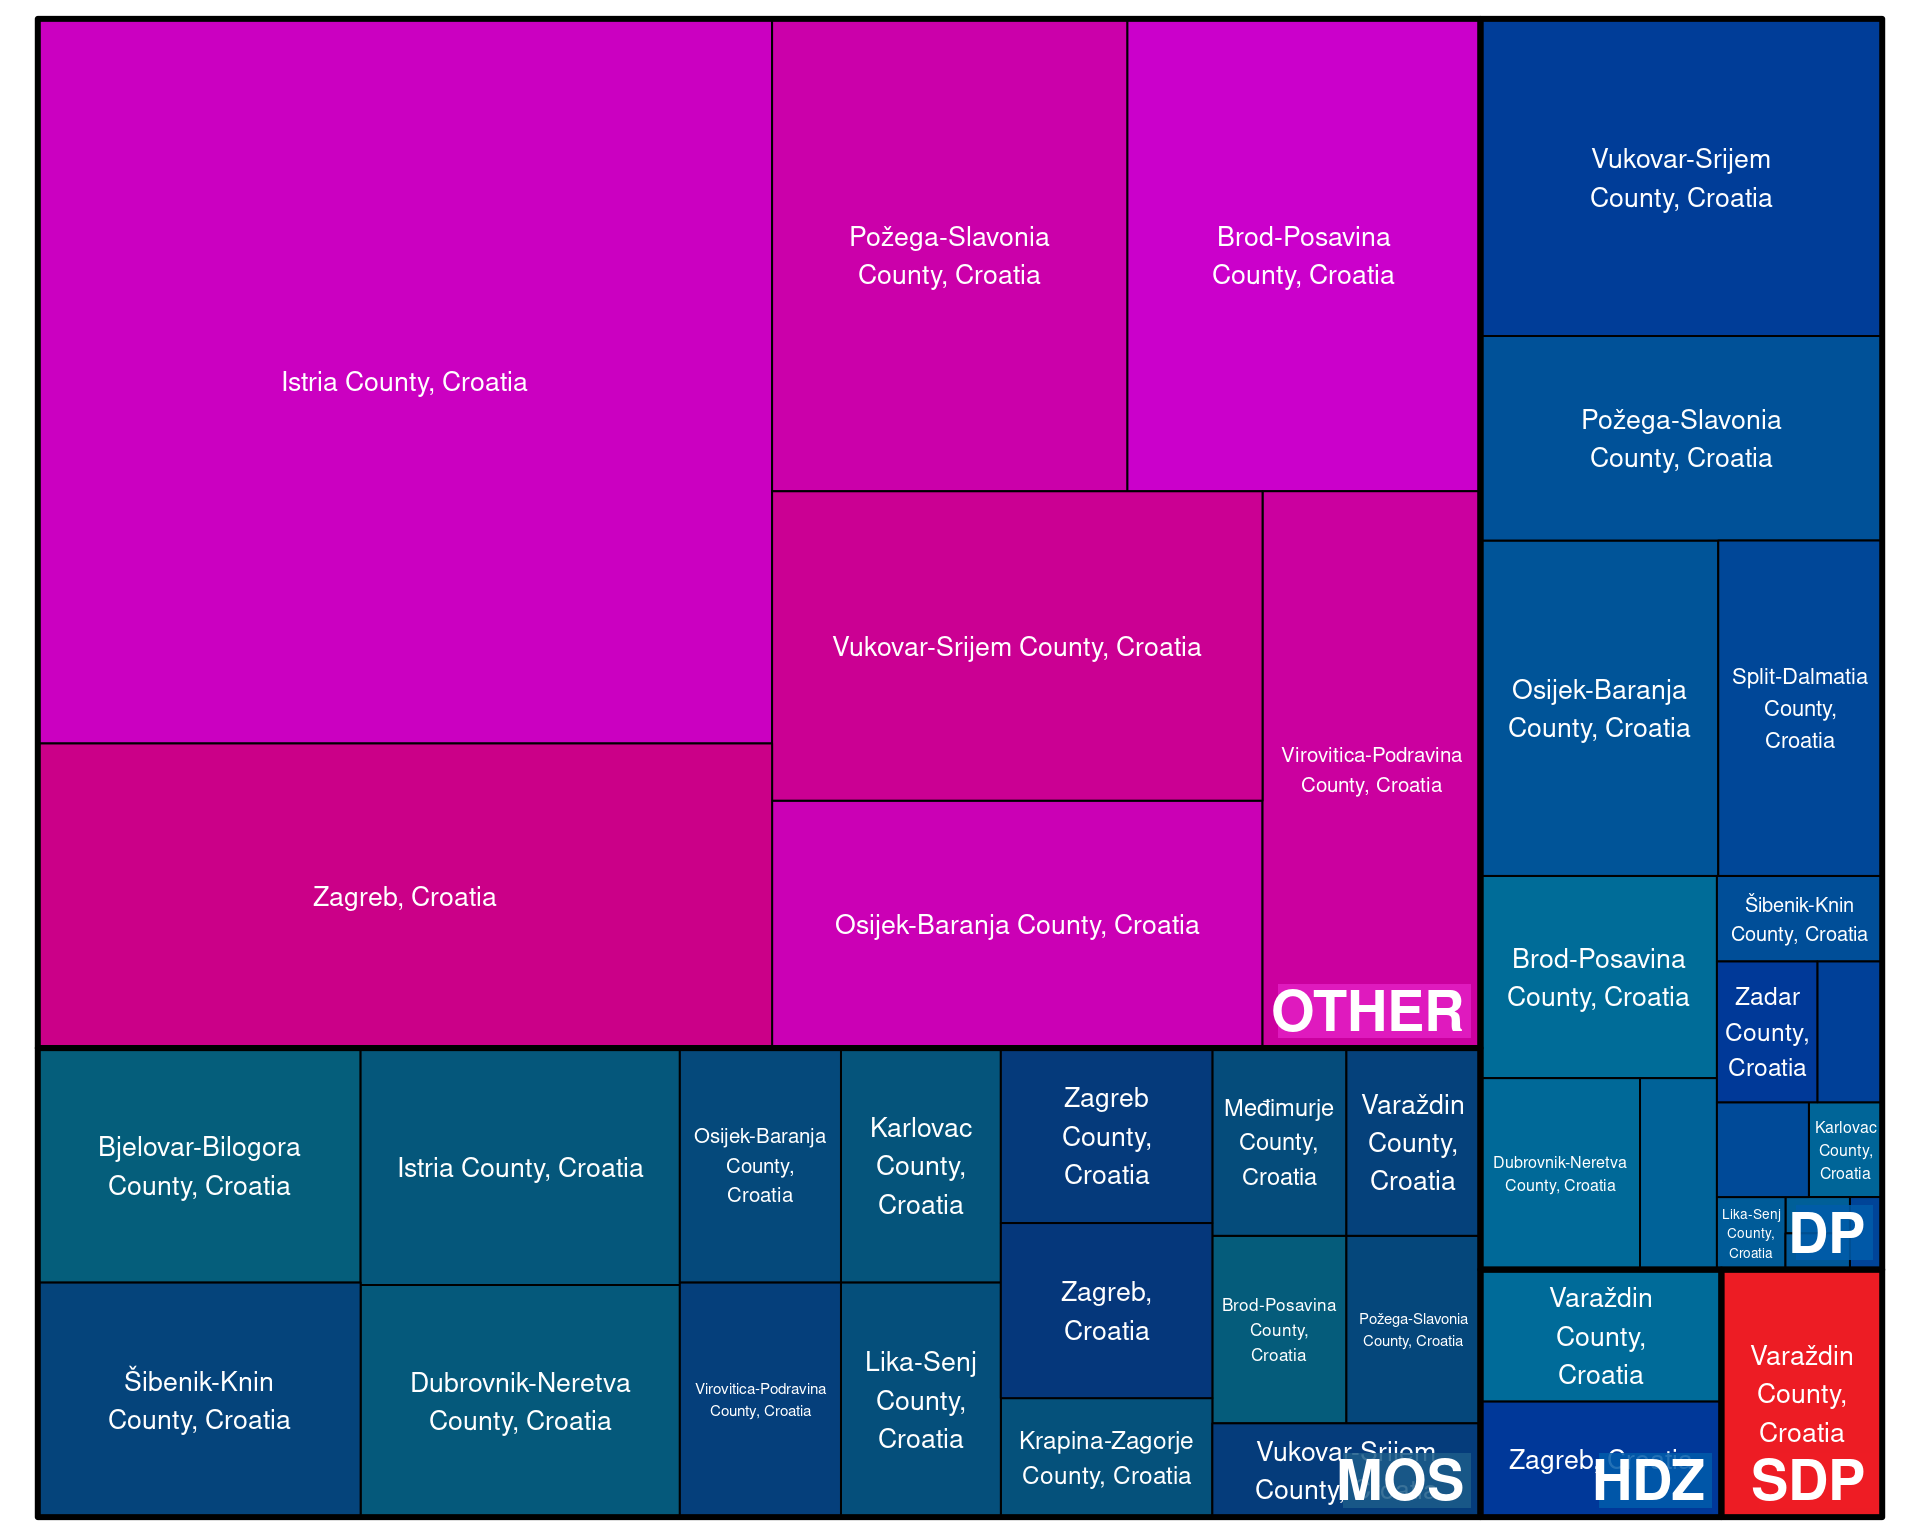 Istria County, Croatia
Zagreb, Croatia
Požega-Slavonia
County, Croatia
Brod-Posavina
County, Croatia
Vukovar-Srijem County, Croatia
Osijek-Baranja County, Croatia
Virovitica-Podravina
County, Croatia
OTHER
Bjelovar-Bilogora
County, Croatia
Šibenik-Knin
County, Croatia
Istria County, Croatia
Dubrovnik-Neretva
County, Croatia
Osijek-Baranja
County,
Croatia
Virovitica-Podravina
County, Croatia
Karlovac
County,
Croatia
Lika-Senj
County,
Croatia
Zagreb
County,
Croatia
Zagreb,
Croatia
Krapina-Zagorje
County, Croatia
Međimurje
County,
Croatia
Varaždin
County,
Croatia
Brod-Posavina
County,
Croatia
Požega-Slavonia
County, Croatia
Vukovar-Srijem
County, Croatia
MOS
Vukovar-Srijem
County, Croatia
Požega-Slavonia
County, Croatia
Osijek-Baranja
County, Croatia
Split-Dalmatia
County,
Croatia
Brod-Posavina
County, Croatia
Šibenik-Knin
County, Croatia
Zadar
County,
Croatia
Dubrovnik-Neretva
County, Croatia
Karlovac
County,
Croatia
Lika-Senj
County,
Croatia
DP
Varaždin
County,
Croatia
Zagreb, Croatia
HDZ
Varaždin
County,
Croatia
SDP